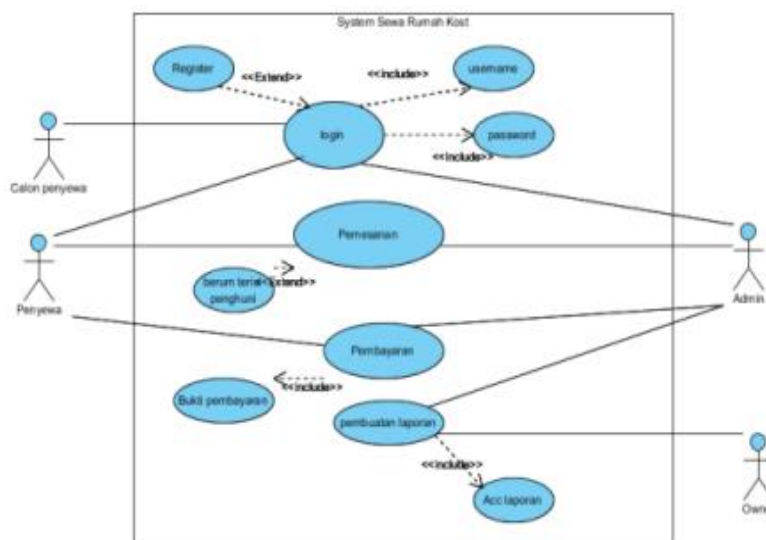 System Sewa Rumah Kost
Register
<<Extend>>
<<include>>
username
login
password
<<include>>
Calon penyewa
Pemesanan
Penyewa
penghuni
<<Extend>>
Admin
Pembayaran
<<include>>
Bukti pembayaran
pembuatan laporan
<<include>>
Acc laporan